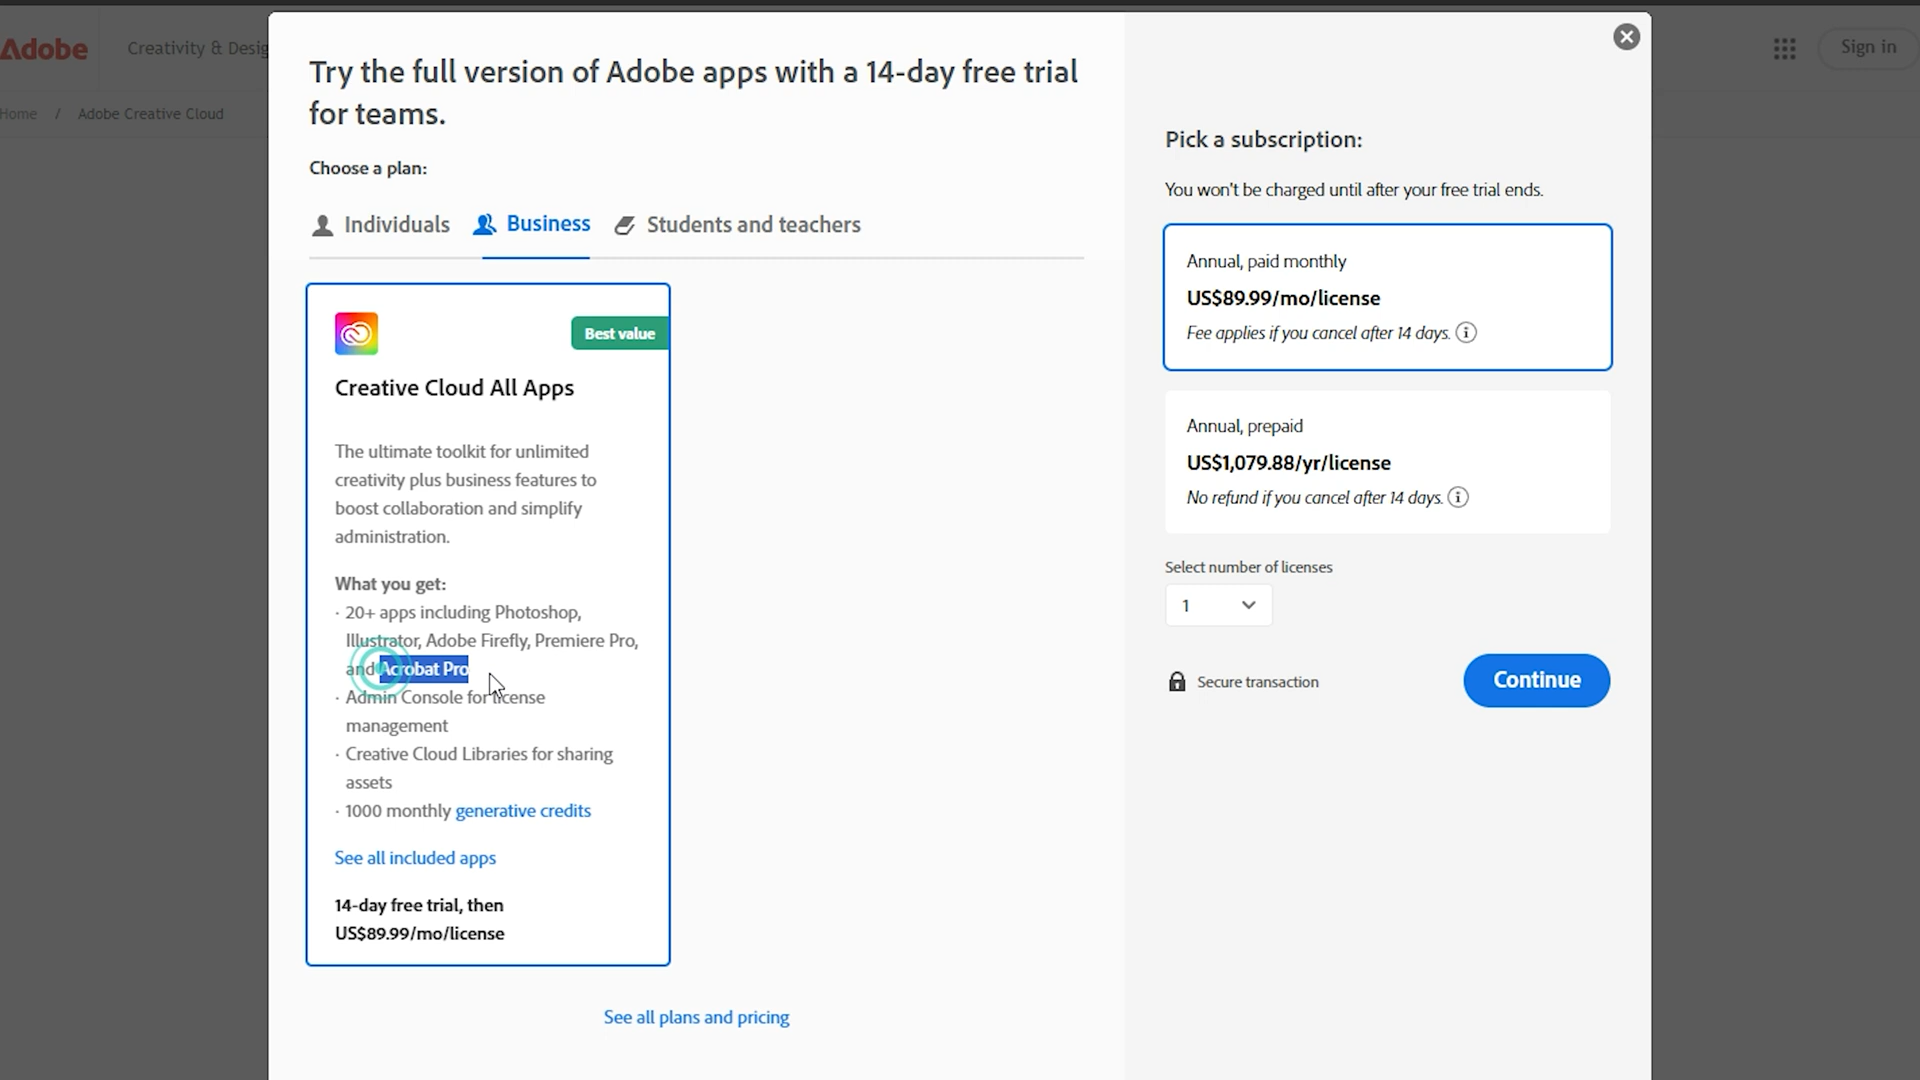 Adobe
Creativity & Desig
Sign in
Home / Adobe Creative Cloud
Try the full version of Adobe apps with a 14-day free trial
for teams.
Choose a plan:
Individuals
Business
Students and teachers
Best value
Creative Cloud All Apps
The ultimate toolkit for unlimited
creativity plus business features to
boost collaboration and simplify
administration.
What you get:
· 20+ apps including Photoshop,
Illustrator, Adobe Firefly, Premiere Pro,
and Acrobat Pro
· Admin Console for license
management
· Creative Cloud Libraries for sharing
assets
· 1000 monthly generative credits
See all included apps
14-day free trial, then
US$89.99/mo/license
See all plans and pricing
Pick a subscription:
You won't be charged until after your free trial ends.
Annual, paid monthly
US$89.99/mo/license
Fee applies if you cancel after 14 days.
Annual, prepaid
US$1,079.88/yr/license
No refund if you cancel after 14 days.
Select number of licenses
1
Secure transaction
Continue